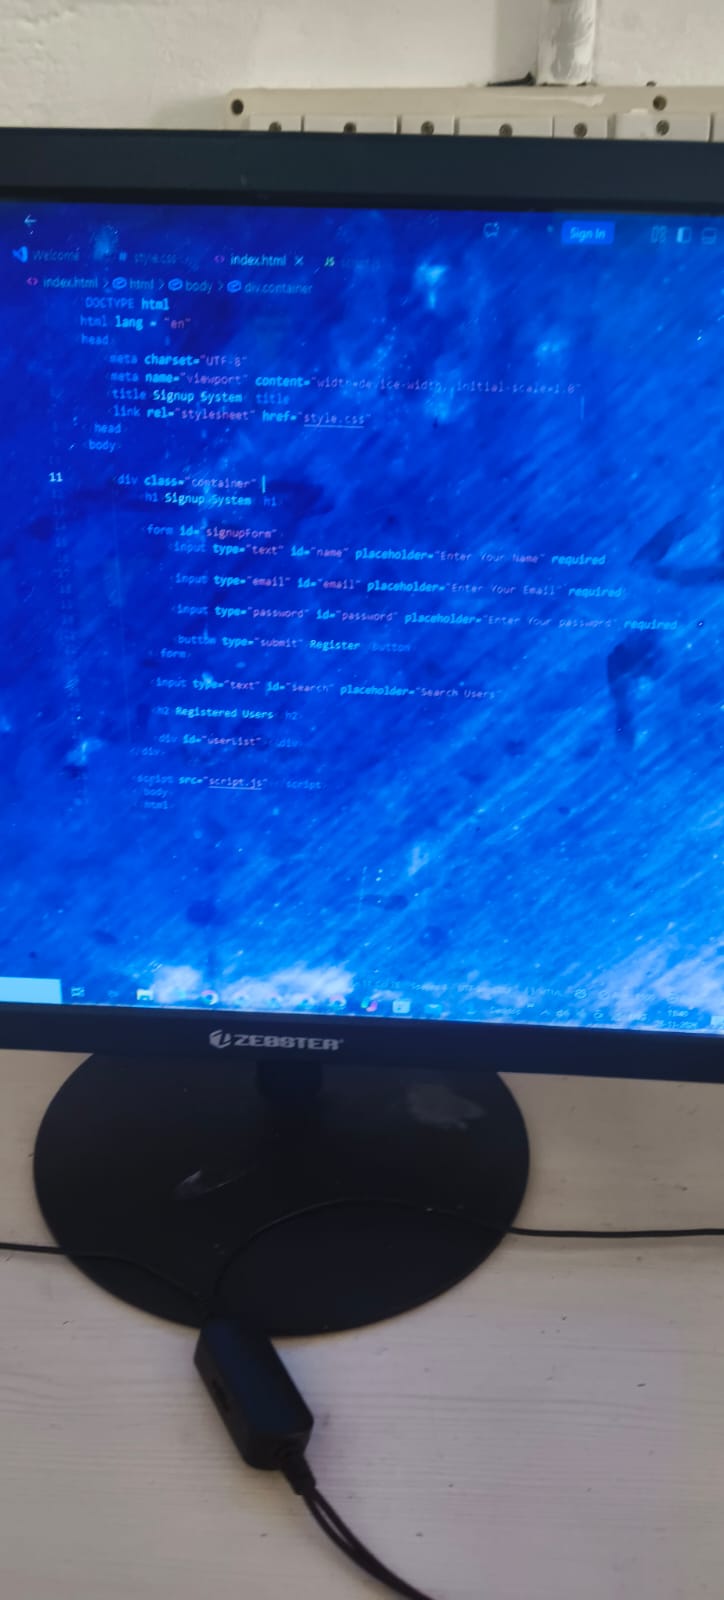 Sign In
Welcome style.css index.html × JS
index.html > html > body > div.container
DOCTYPE html
html lang = "en"
head
meta charset="UTF-8"
meta name="viewport" content="width=device-width, initial-scale=1.0"
title Signup System title
link rel="stylesheet" href="style.css"
head
body
11 <div class="container"
h1 Signup System h1
form id="signupForm"
input type="text" id="name" placeholder="Enter Your Name" required
input type="email" id="email" placeholder="Enter Your Email" required
input type="password" id="password" placeholder="Enter Your password" required
button type="submit" Register button
form
input type="text" id="search" placeholder="Search Users"
h2 Registered Users h2
div id="userList" div
</div>
script src="script.js" </script
body
html
ZEBSTER